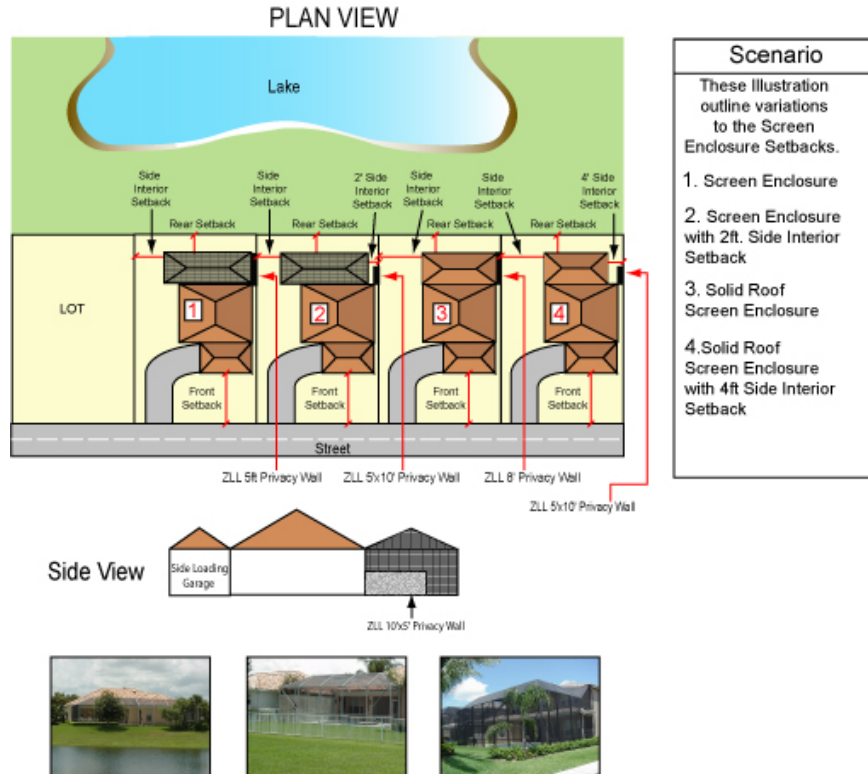 PLAN VIEW
Lake
Side
Interior
Setback
Side
Interior
Setback
2' Side
Interior
Setback
Side
Interior
Setback
Side
Interior
Setback
4' Side
Interior
Setback
Rear Setback
Rear Setback
Rear Setback
Rear Setback
LOT
1
2
3
4
Front
Setback
Front
Setback
Front
Setback
Front
Setback
Street
ZLL 5ft Privacy Wall
ZLL 5'x10' Privacy Wall
ZLL 8' Privacy Wall
ZLL 5'x10' Privacy Wall
Scenario
These Illustration
outline variations
to the Screen
Enclosure Setbacks.
1. Screen Enclosure
2. Screen Enclosure
with 2ft. Side Interior
Setback
3. Solid Roof
Screen Enclosure
4.Solid Roof
Screen Enclosure
with 4ft Side Interior
Setback
Side View
Side Loading
Garage
ZLL 10'x5' Privacy Wall